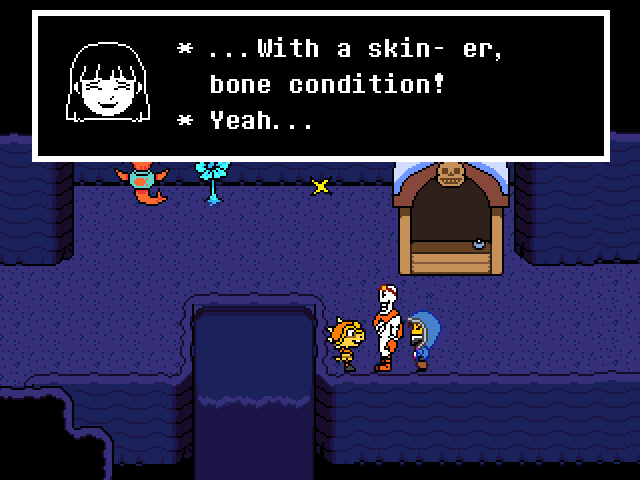 * ...With a skin- er,
bone condition!
* Yeah...